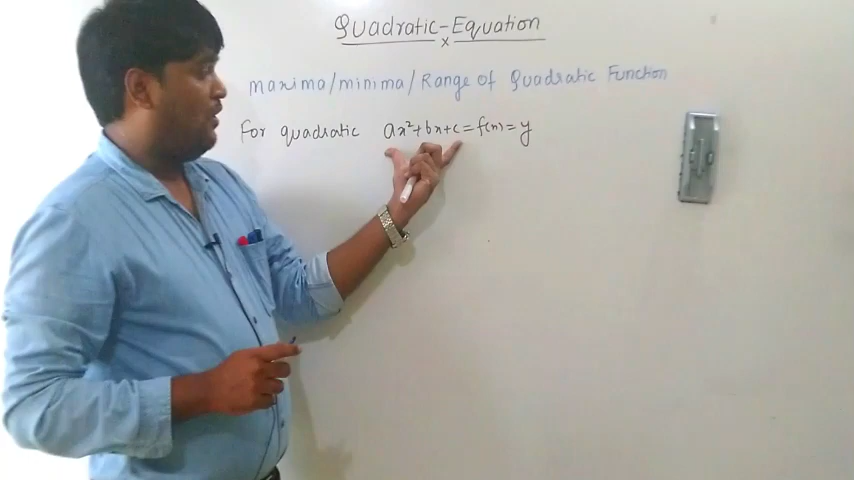 Quadratic-Equation
x
maxima/minima/Range of Quadratic Function
For quadratic ax²+bx+c=f(x)=y